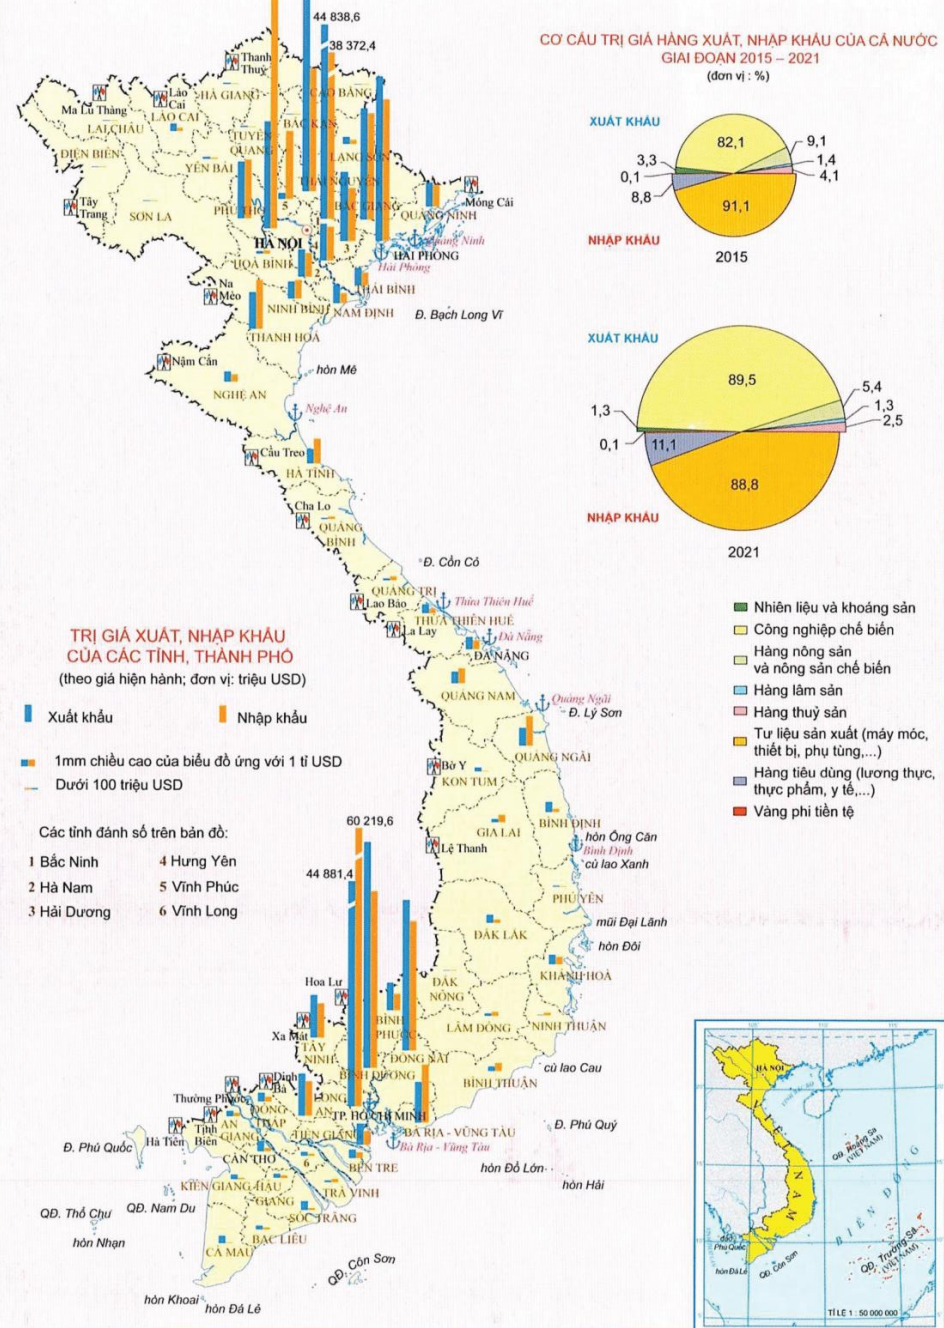 44 838,6
38 372,4
Thanh
Thuỷ
HÀ GIANG
CAO BẰNG
Lào
Cai
Ma Lù Thàng
LÀO CAI
LAI CHÂU
BẮC KẠN
TUYÊN
QUANG
LẠNG SƠN
ĐIỆN BIÊN
YÊN BÁI
THÁI NGUYÊN
PHÚ THỌ
5
BẮC GIANG
QUẢNG NINH
Móng Cái
Tây
Trang
SƠN LA
HÀ NỘI
4
3
Quảng Ninh
HẢI PHÒNG
Hải Phòng
HOÀ BÌNH
2
THÁI BÌNH
Na
Mèo
NINH BÌNH
NAM ĐỊNH
Đ. Bạch Long Vĩ
THANH HOÁ
Nậm Cắn
hòn Mê
NGHỆ AN
Nghệ An
Cầu Treo
HÀ TĨNH
Cha Lo
QUẢNG
BÌNH
Đ. Cồn Cỏ
QUẢNG TRỊ
Lao Bảo
Thừa Thiên Huế
THỪA THIÊN HUẾ
La Lay
Đà Nẵng
ĐÀ NẴNG
QUẢNG NAM
Quảng Ngãi
Đ. Lý Sơn
QUẢNG NGÃI
Bờ Y
KON TUM
BÌNH ĐỊNH
GIA LAI
hòn Ông Căn
Bình Định
cù lao Xanh
Lệ Thanh
PHÚ YÊN
mũi Đại Lãnh
ĐẮK LẮK
hòn Đôi
KHÁNH HOÀ
ĐẮK
NÔNG
LÂM ĐỒNG
NINH THUẬN
60 219,6
44 881,4
Hoa Lư
BÌNH
PHƯỚC
Xa Mát
TÂY
NINH
ĐỒNG NAI
BÌNH DƯƠNG
BÌNH THUẬN
cù lao Cau
Dinh
Bà
Thường Phước
LONG
AN
TP. HỒ CHÍ MINH
ĐỒNG
THÁP
AN
GIANG
TIỀN GIANG
BÀ RỊA - VŨNG TÀU
Bà Rịa - Vũng Tàu
Đ. Phú Quý
Tịnh
Biên
Hà Tiên
Đ. Phú Quốc
CẦN THƠ
6
BẾN TRE
hòn Đồ Lớn
hòn Hải
KIÊN GIANG
HẬU
GIANG
TRÀ VINH
QĐ. Nam Du
QĐ. Thổ Chu
SÓC TRĂNG
hòn Nhạn
BẠC LIÊU
CÀ MAU
QĐ. Côn Sơn
hòn Khoai
hòn Đá Lẻ
CƠ CẤU TRỊ GIÁ HÀNG XUẤT, NHẬP KHẨU CỦA CẢ NƯỚC
GIAI ĐOẠN 2015 – 2021
(đơn vị : %)
XUẤT KHẨU
82,1
9,1
3,3
1,4
0,1
4,1
8,8
91,1
NHẬP KHẨU
2015
XUẤT KHẨU
89,5
5,4
1,3
1,3
2,5
0,1
11,1
88,8
NHẬP KHẨU
2021
Nhiên liệu và khoáng sản
Công nghiệp chế biến
Hàng nông sản
và nông sản chế biến
Hàng lâm sản
Hàng thuỷ sản
Tư liệu sản xuất (máy móc,
thiết bị, phụ tùng,...)
Hàng tiêu dùng (lương thực,
thực phẩm, y tế,...)
Vàng phi tiền tệ
TRỊ GIÁ XUẤT, NHẬP KHẨU
CỦA CÁC TỈNH, THÀNH PHỐ
(theo giá hiện hành; đơn vị: triệu USD)
Xuất khẩu
Nhập khẩu
1mm chiều cao của biểu đồ ứng với 1 tỉ USD
Dưới 100 triệu USD
Các tỉnh đánh số trên bản đồ:
1 Bắc Ninh
4 Hưng Yên
2 Hà Nam
5 Vĩnh Phúc
3 Hải Dương
6 Vĩnh Long
HÀ NỘI
VIỆT NAM
QĐ. Hoàng Sa
(VIỆT NAM)
BIỂN ĐÔNG
QĐ. Trường Sa
(VIỆT NAM)
đảo
Phú Quốc
hòn Đá Lẻ
QĐ. Côn Sơn
TỈ LỆ 1 : 50 000 000